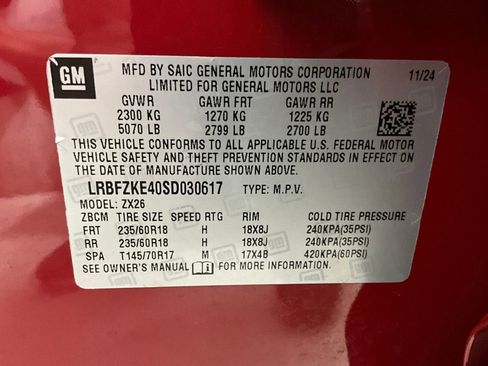 GM
MFD BY SAIC GENERAL MOTORS CORPORATION 11/24
LIMITED FOR GENERAL MOTORS LLC
GVWR GAWR FRT GAWR RR
2300 KG 1270 KG 1225 KG
5070 LB 2799 LB 2700 LB
THIS VEHICLE CONFORMS TO ALL APPLICABLE U.S. FEDERAL MOTOR
VEHICLE SAFETY AND THEFT PREVENTION STANDARDS IN EFFECT ON
THE DATE OF MANUFACTURE SHOWN ABOVE.
LRBFZKE40SD030617 TYPE: M.P.V.
MODEL: ZX26
ZBCM TIRE SIZE SPEED RTG RIM COLD TIRE PRESSURE
FRT 235/60R18 H 18X8J 240KPA(35PSI)
RR 235/60R18 H 18X8J 240KPA(35PSI)
SPA T145/70R17 M 17X4B 420KPA(60PSI)
SEE OWNER'S MANUAL FOR MORE INFORMATION.